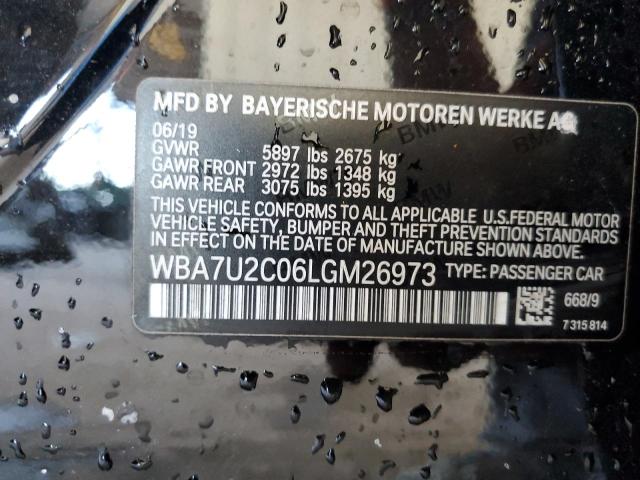 MFD BY BAYERISCHE MOTOREN WERKE AG
06/19
GVWR 5897 lbs 2675 kg
GAWR FRONT 2972 lbs 1348 kg
GAWR REAR 3075 lbs 1395 kg
THIS VEHICLE CONFORMS TO ALL APPLICABLE U.S.FEDERAL MOTOR
VEHICLE SAFETY, BUMPER AND THEFT PREVENTION STANDARDS
IN EFFECT ON THE DATE OF MANUFACTURE SHOWN ABOVE.
WBA7U2C06LGM26973 TYPE: PASSENGER CAR
668/9
7 315 814